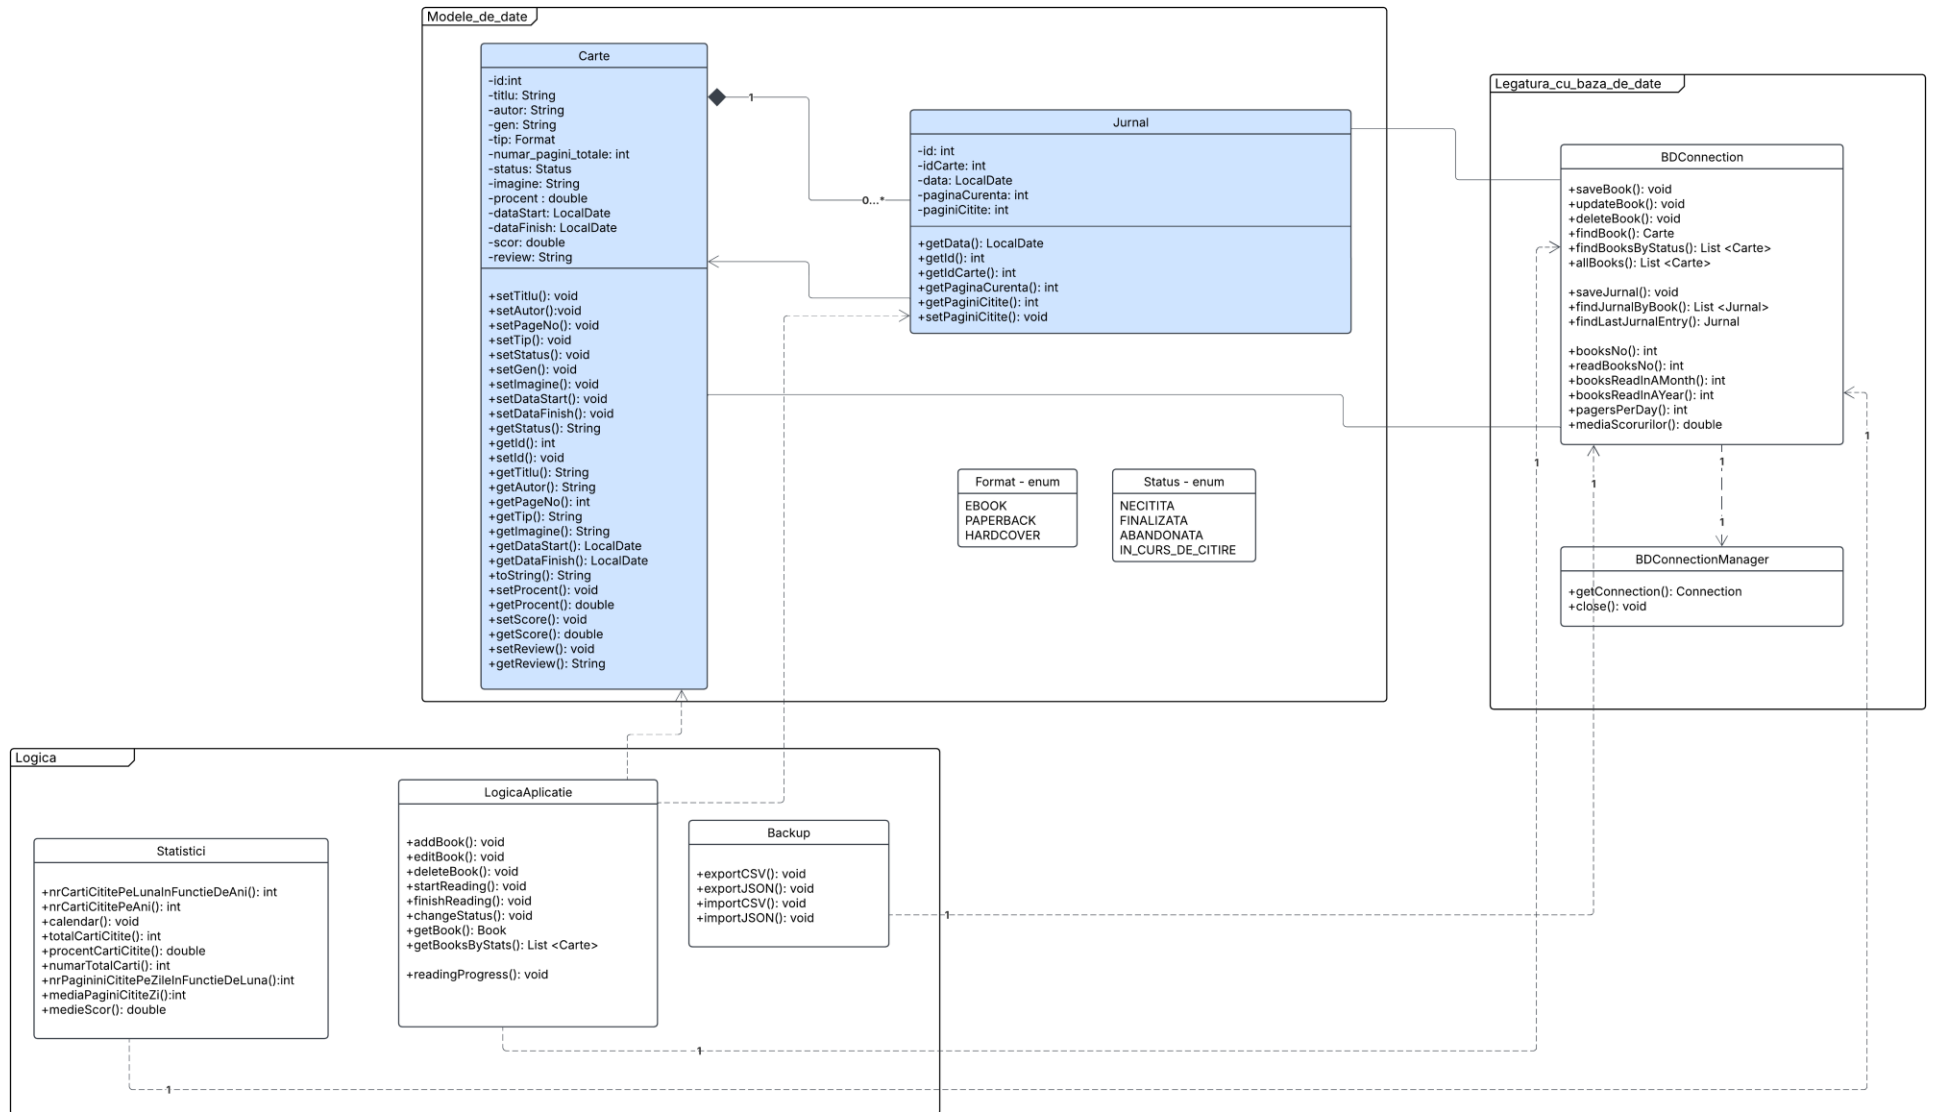 Modele_de_date
Carte
-id:int
-titlu: String
-autor: String
-gen: String
-tip: Format
-numar_pagini_totale: int
-status: Status
-imagine: String
-procent : double
-dataStart: LocalDate
-dataFinish: LocalDate
-scor: double
-review: String
+setTitlu(): void
+setAutor():void
+setPageNo(): void
+setTip(): void
+setStatus(): void
+setGen(): void
+setImagine(): void
+setDataStart(): void
+setDataFinish(): void
+getStatus(): String
+getId(): int
+setId(): void
+getTitlu(): String
+getAutor(): String
+getPageNo(): int
+getTip(): String
+getImagine(): String
+getDataStart(): LocalDate
+getDataFinish(): LocalDate
+toString(): String
+setProcent(): void
+getProcent(): double
+setScore(): void
+getScore(): double
+setReview(): void
+getReview(): String
1
0...*
Jurnal
-id: int
-idCarte: int
-data: LocalDate
-paginaCurenta: int
-paginiCitite: int
+getData(): LocalDate
+getId(): int
+getIdCarte(): int
+getPaginaCurenta(): int
+getPaginiCitite(): int
+setPaginiCitite(): void
Format - enum
EBOOK
PAPERBACK
HARDCOVER
Status - enum
NECITITA
FINALIZATA
ABANDONATA
IN_CURS_DE_CITIRE
Legatura_cu_baza_de_date
BDConnection
+saveBook(): void
+updateBook(): void
+deleteBook(): void
+findBook(): Carte
+findBooksByStatus(): List <Carte>
+allBooks(): List <Carte>
+saveJurnal(): void
+findJurnalByBook(): List <Jurnal>
+findLastJurnalEntry(): Jurnal
+booksNo(): int
+readBooksNo(): int
+booksReadInAMonth(): int
+booksReadInAYear(): int
+pagersPerDay(): int
+mediaScorurilor(): double
1
1
1
1
1
BDConnectionManager
+getConnection(): Connection
+close(): void
Logica
Statistici
+nrCartiCititePeLunaInFunctieDeAni(): int
+nrCartiCititePeAni(): int
+calendar(): void
+totalCartiCitite(): int
+procentCartiCitite(): double
+numarTotalCarti(): int
+nrPagininiCititePeZileInFunctieDeLuna():int
+mediaPaginiCititeZi():int
+medieScor(): double
LogicaAplicatie
+addBook(): void
+editBook(): void
+deleteBook(): void
+startReading(): void
+finishReading(): void
+changeStatus(): void
+getBook(): Book
+getBooksByStats(): List <Carte>
+readingProgress(): void
Backup
+exportCSV(): void
+exportJSON(): void
+importCSV(): void
+importJSON(): void
1
1
1